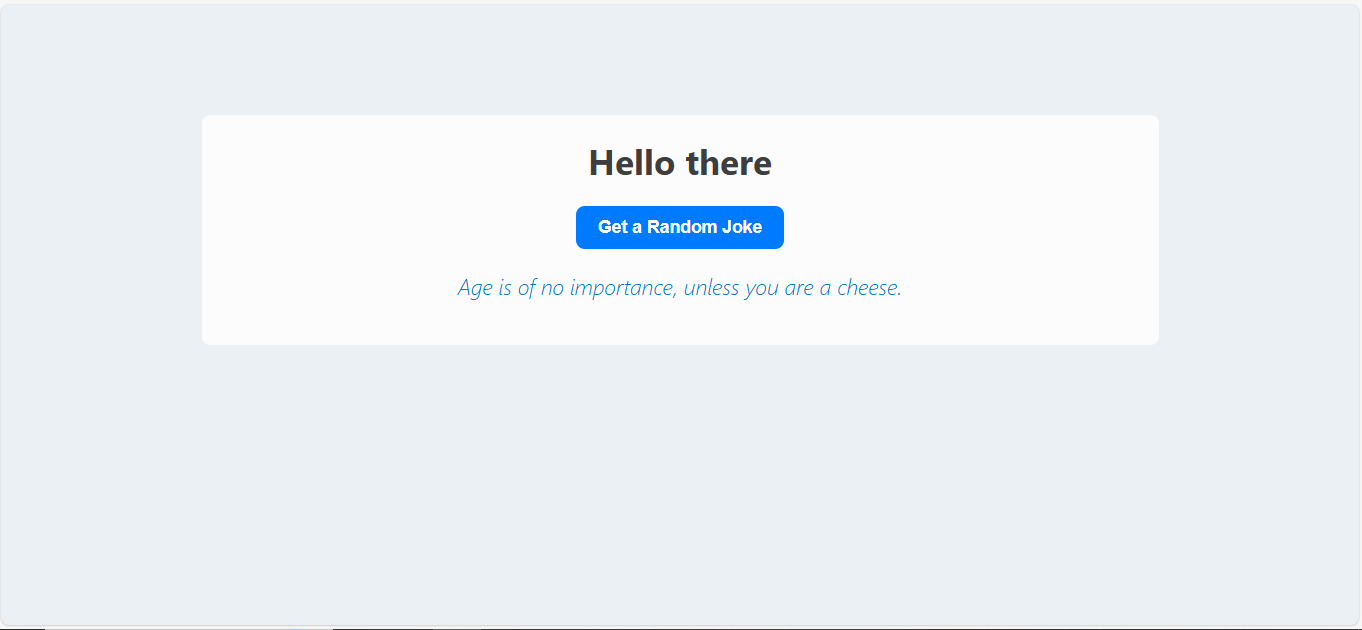 Hello there
Get a Random Joke
Age is of no importance, unless you are a cheese.